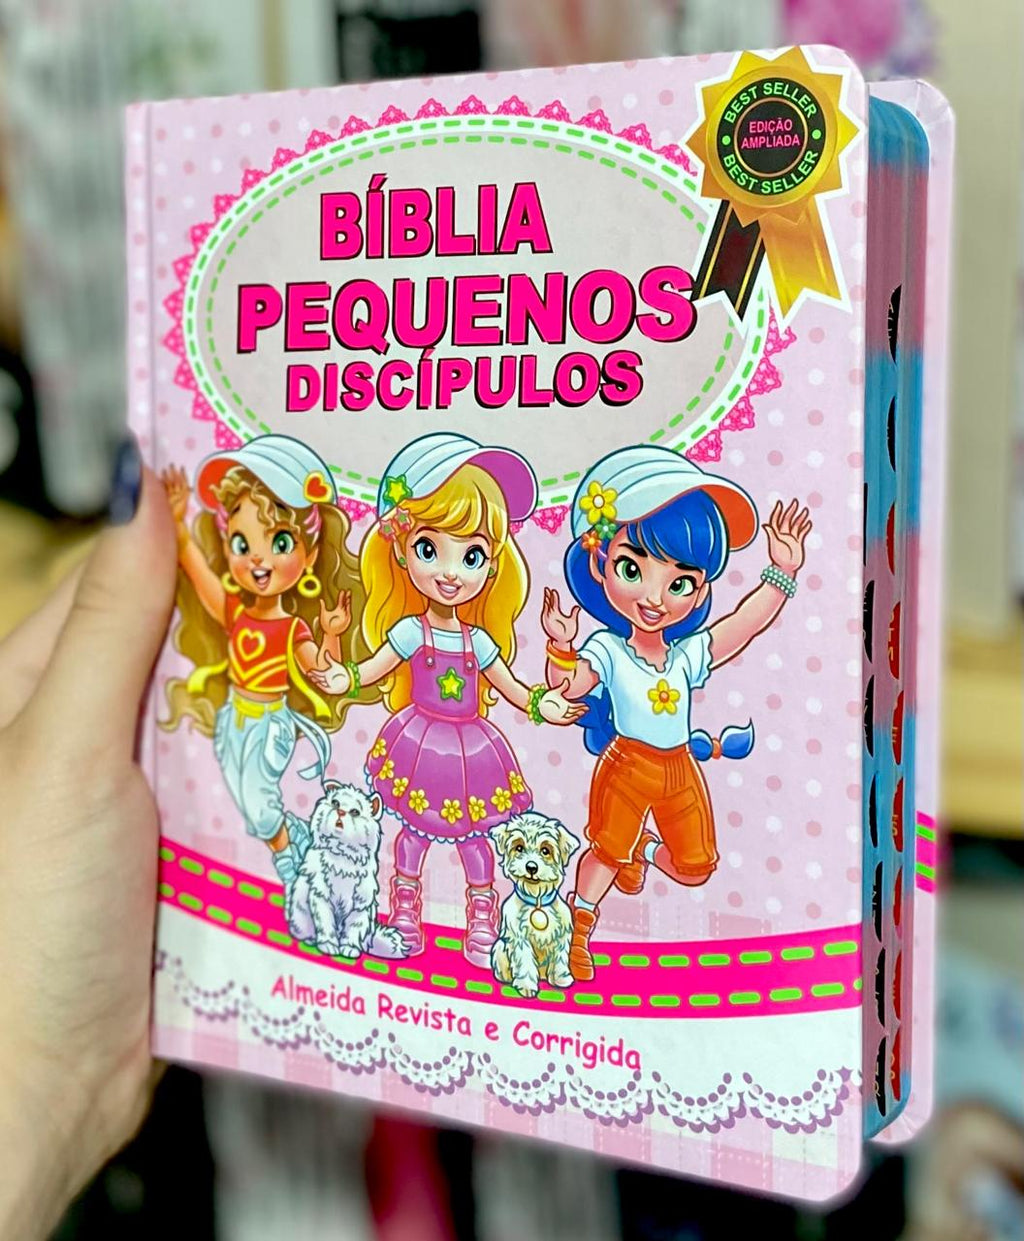 BEST SELLER
EDIÇÃO
AMPLIADA
BEST SELLER
BÍBLIA
PEQUENOS
DISCÍPULOS
Almeida Revista e Corrigida